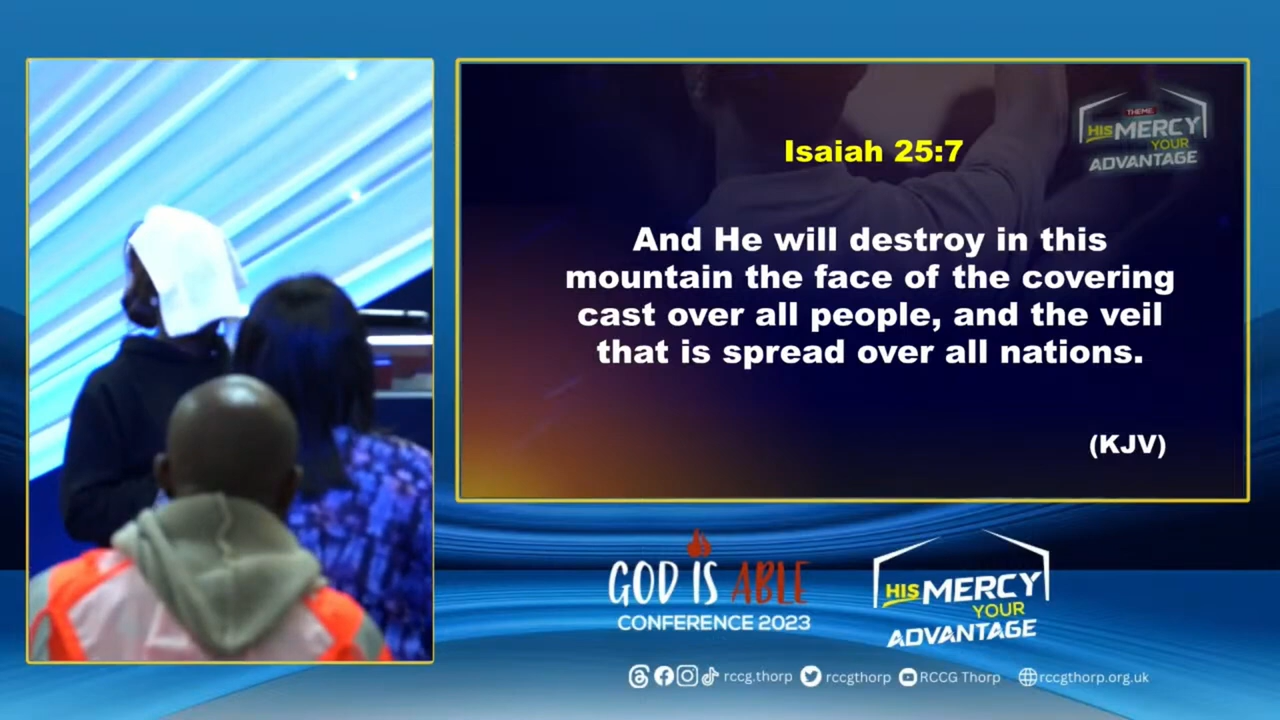 THEME:
HIS MERCY
YOUR
ADVANTAGE
Isaiah 25:7
And He will destroy in this
mountain the face of the covering
cast over all people, and the veil
that is spread over all nations.
(KJV)
GOD IS ABLE
CONFERENCE 2023
HIS MERCY
YOUR
ADVANTAGE
rccg.thorp rccgthorp RCCG Thorp rccgthorp.org.uk